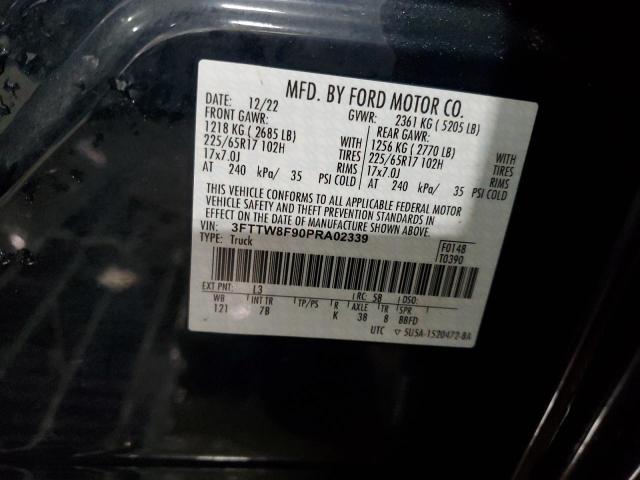 MFD. BY FORD MOTOR CO.
DATE: 12/22 GVWR: 2361 KG ( 5205 LB)
FRONT GAWR: REAR GAWR:
1218 KG ( 2685 LB) WITH 1256 KG ( 2770 LB) WITH
225/65R17 102H TIRES 225/65R17 102H TIRES
17x7.0J RIMS 17x7.0J RIMS
AT 240 kPa/ 35 PSI COLD AT 240 kPa/ 35 PSI COLD
THIS VEHICLE CONFORMS TO ALL APPLICABLE FEDERAL MOTOR
VEHICLE SAFETY AND THEFT PREVENTION STANDARDS IN
EFFECT ON THE DATE OF MANUFACTURE SHOWN ABOVE.
VIN: 3FTTW8F90PRA02339
TYPE: Truck F0148
T0390
EXT PNT: L3 RC: 58 DSO:
WB INT TR TP/PS R AXLE TR SPR
121 7B K 38 8 BBFD
UTC ▽ 5U5A-1520472-BA